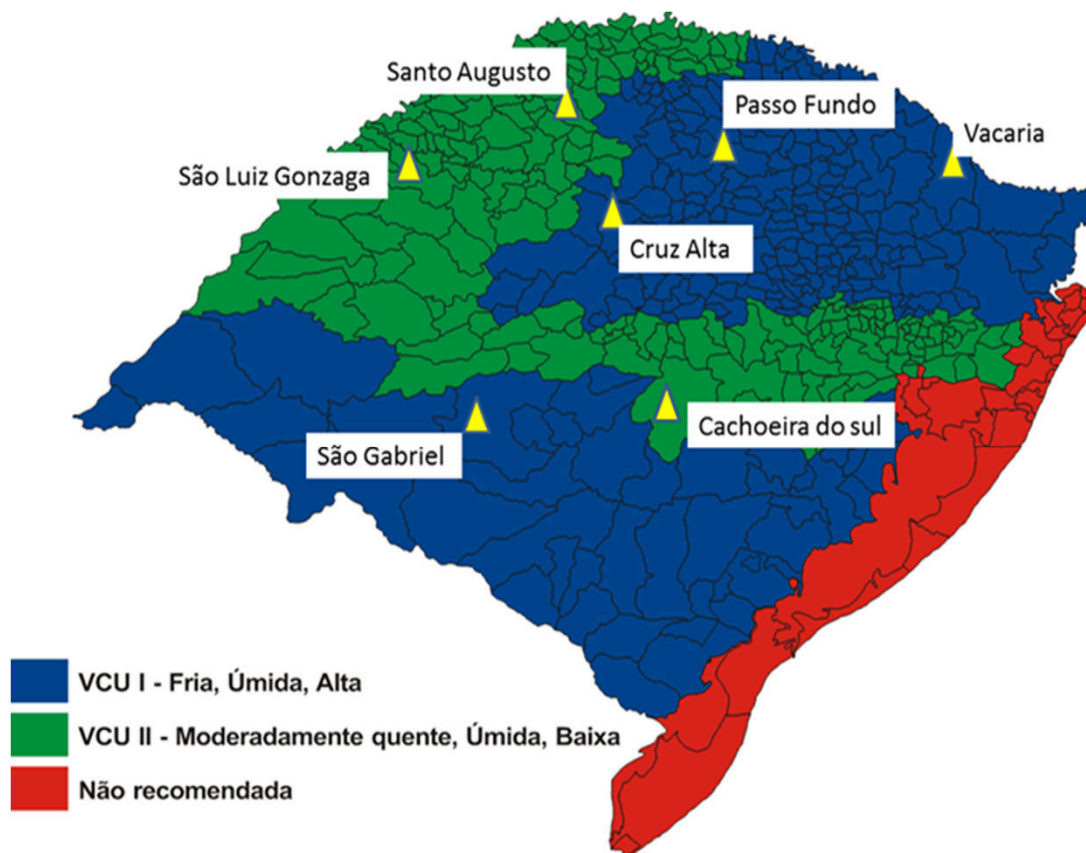 Santo Augusto
Passo Fundo
Vacaria
São Luiz Gonzaga
Cruz Alta
Cachoeira do sul
São Gabriel
VCU I - Fria, Úmida, Alta
VCU II - Moderadamente quente, Úmida, Baixa
Não recomendada